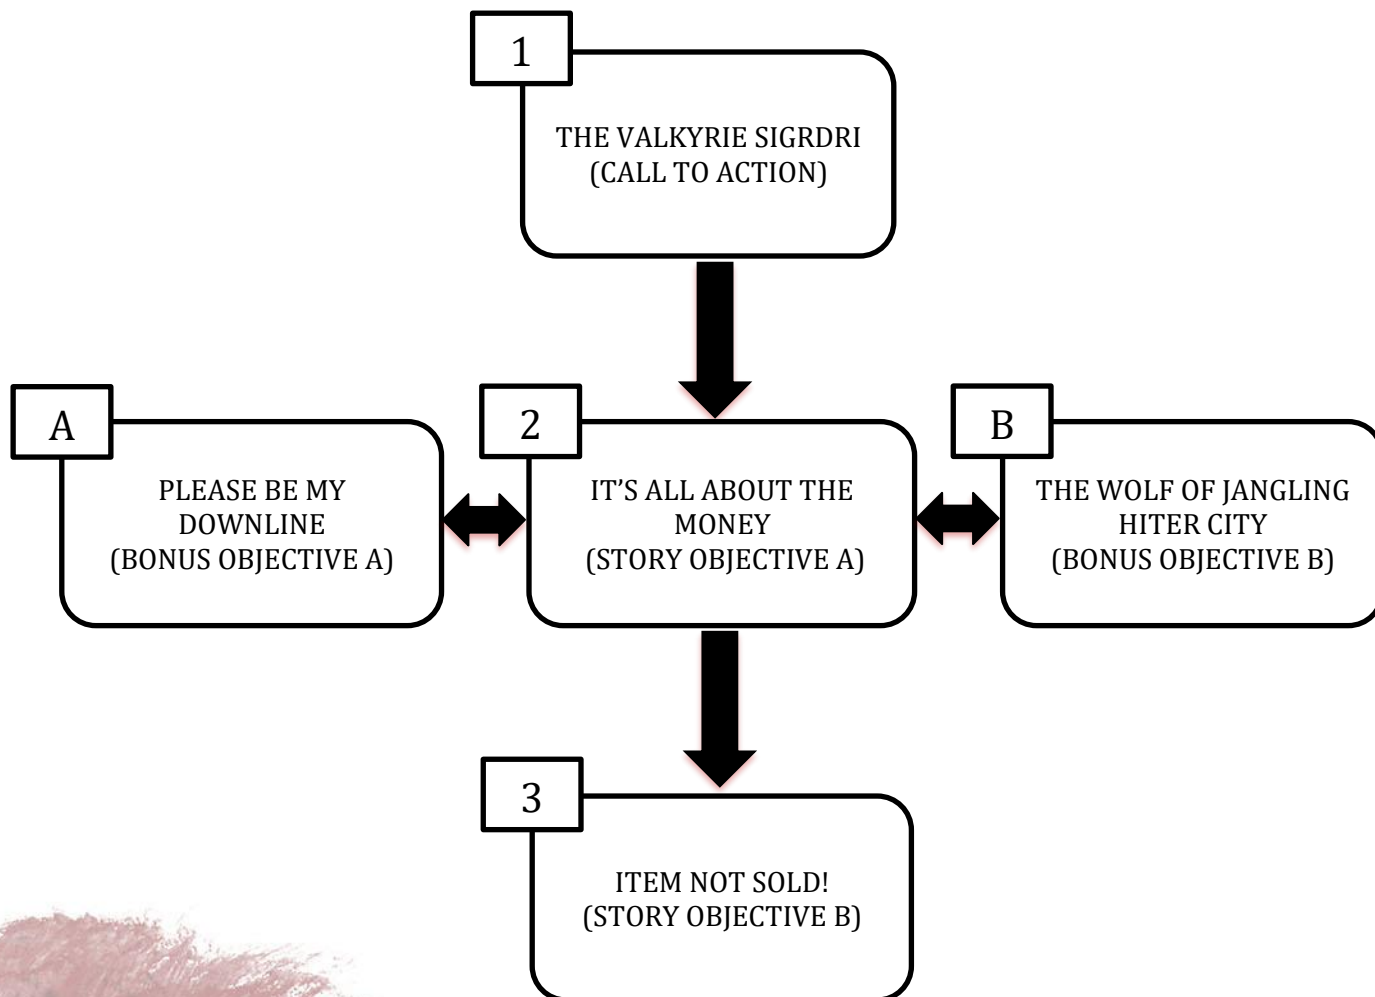 1
THE VALKYRIE SIGRDRI
(CALL TO ACTION)
A
PLEASE BE MY
DOWNLINE
(BONUS OBJECTIVE A)
2
IT’S ALL ABOUT THE
MONEY
(STORY OBJECTIVE A)
B
THE WOLF OF JANGLING
HITER CITY
(BONUS OBJECTIVE B)
3
ITEM NOT SOLD!
(STORY OBJECTIVE B)